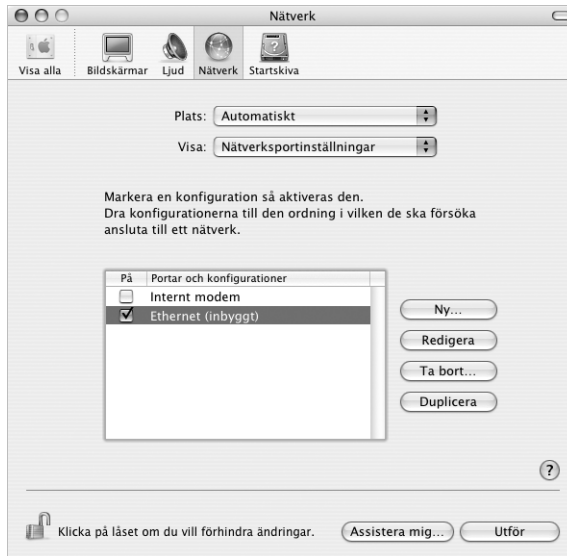 Nätverk
Visa alla Bildskärmar Ljud Nätverk Startskiva
Plats: Automatiskt
Visa: Nätverksportinställningar
Markera en konfiguration så aktiveras den.
Dra konfigurationerna till den ordning i vilken de ska försöka
ansluta till ett nätverk.
På Portar och konfigurationer
Internt modem
Ethernet (inbyggt)
Ny...
Redigera
Ta bort...
Duplicera
?
Klicka på låset om du vill förhindra ändringar. Assistera mig... Utför